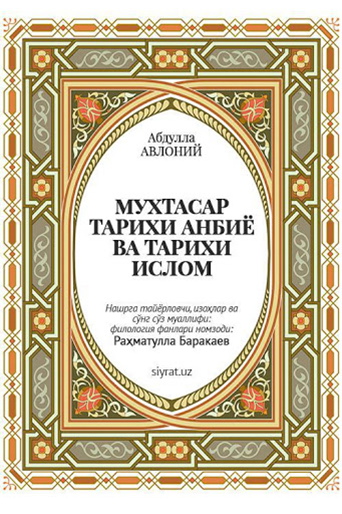 Абдулла
АВЛОНИЙ
МУХТАСАР
ТАРИХИ АНБИЁ
ВА ТАРИХИ
ИСЛОМ
Нашрга тайёрловчи, изоҳлар ва
сўнг сўз муаллифи:
филология фанлари номзоди:
Раҳматулла Баракаев
siyrat.uz